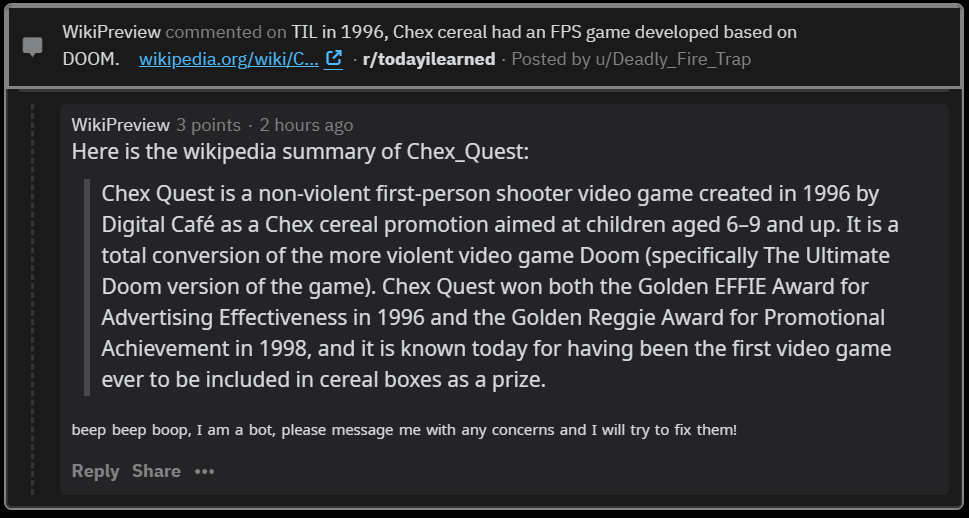 WikiPreview commented on TIL in 1996, Chex cereal had an FPS game developed based on
DOOM. wikipedia.org/wiki/C... · r/todayilearned · Posted by u/Deadly_Fire_Trap
WikiPreview 3 points · 2 hours ago
Here is the wikipedia summary of Chex_Quest:
Chex Quest is a non-violent first-person shooter video game created in 1996 by
Digital Café as a Chex cereal promotion aimed at children aged 6–9 and up. It is a
total conversion of the more violent video game Doom (specifically The Ultimate
Doom version of the game). Chex Quest won both the Golden EFFIE Award for
Advertising Effectiveness in 1996 and the Golden Reggie Award for Promotional
Achievement in 1998, and it is known today for having been the first video game
ever to be included in cereal boxes as a prize.
beep beep boop, I am a bot, please message me with any concerns and I will try to fix them!
Reply Share •••